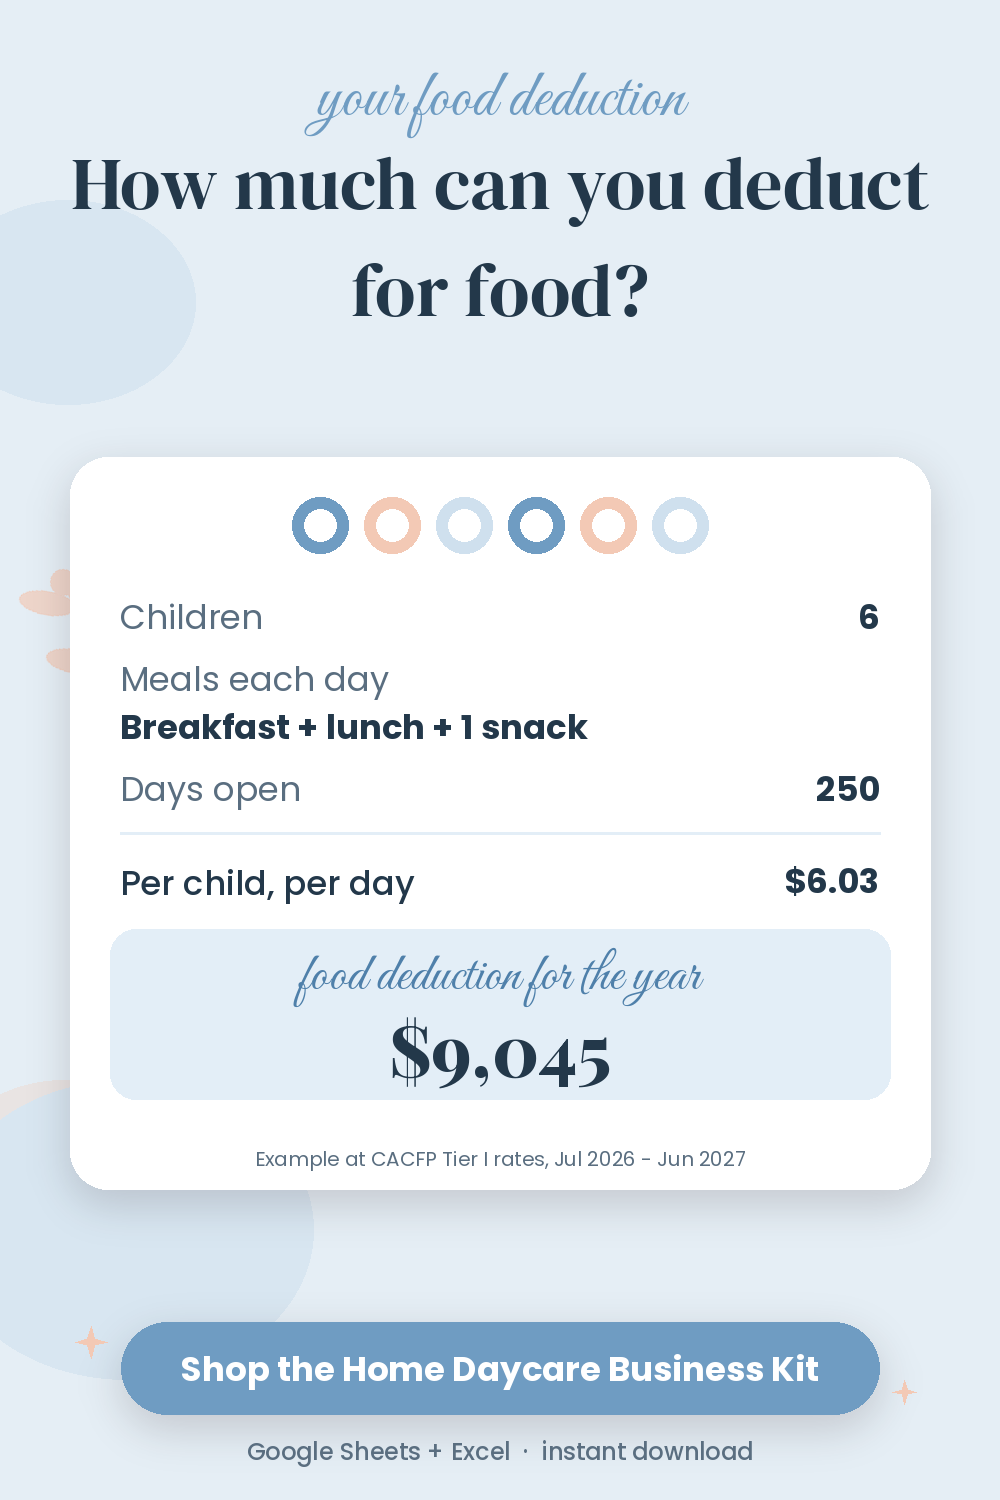 your food deduction
How much can you deduct
for food?
Children 6
Meals each day
Breakfast + lunch + 1 snack
Days open 250
Per child, per day $6.03
food deduction for the year
$9,045
Example at CACFP Tier I rates, Jul 2026 - Jun 2027
Shop the Home Daycare Business Kit
Google Sheets + Excel · instant download